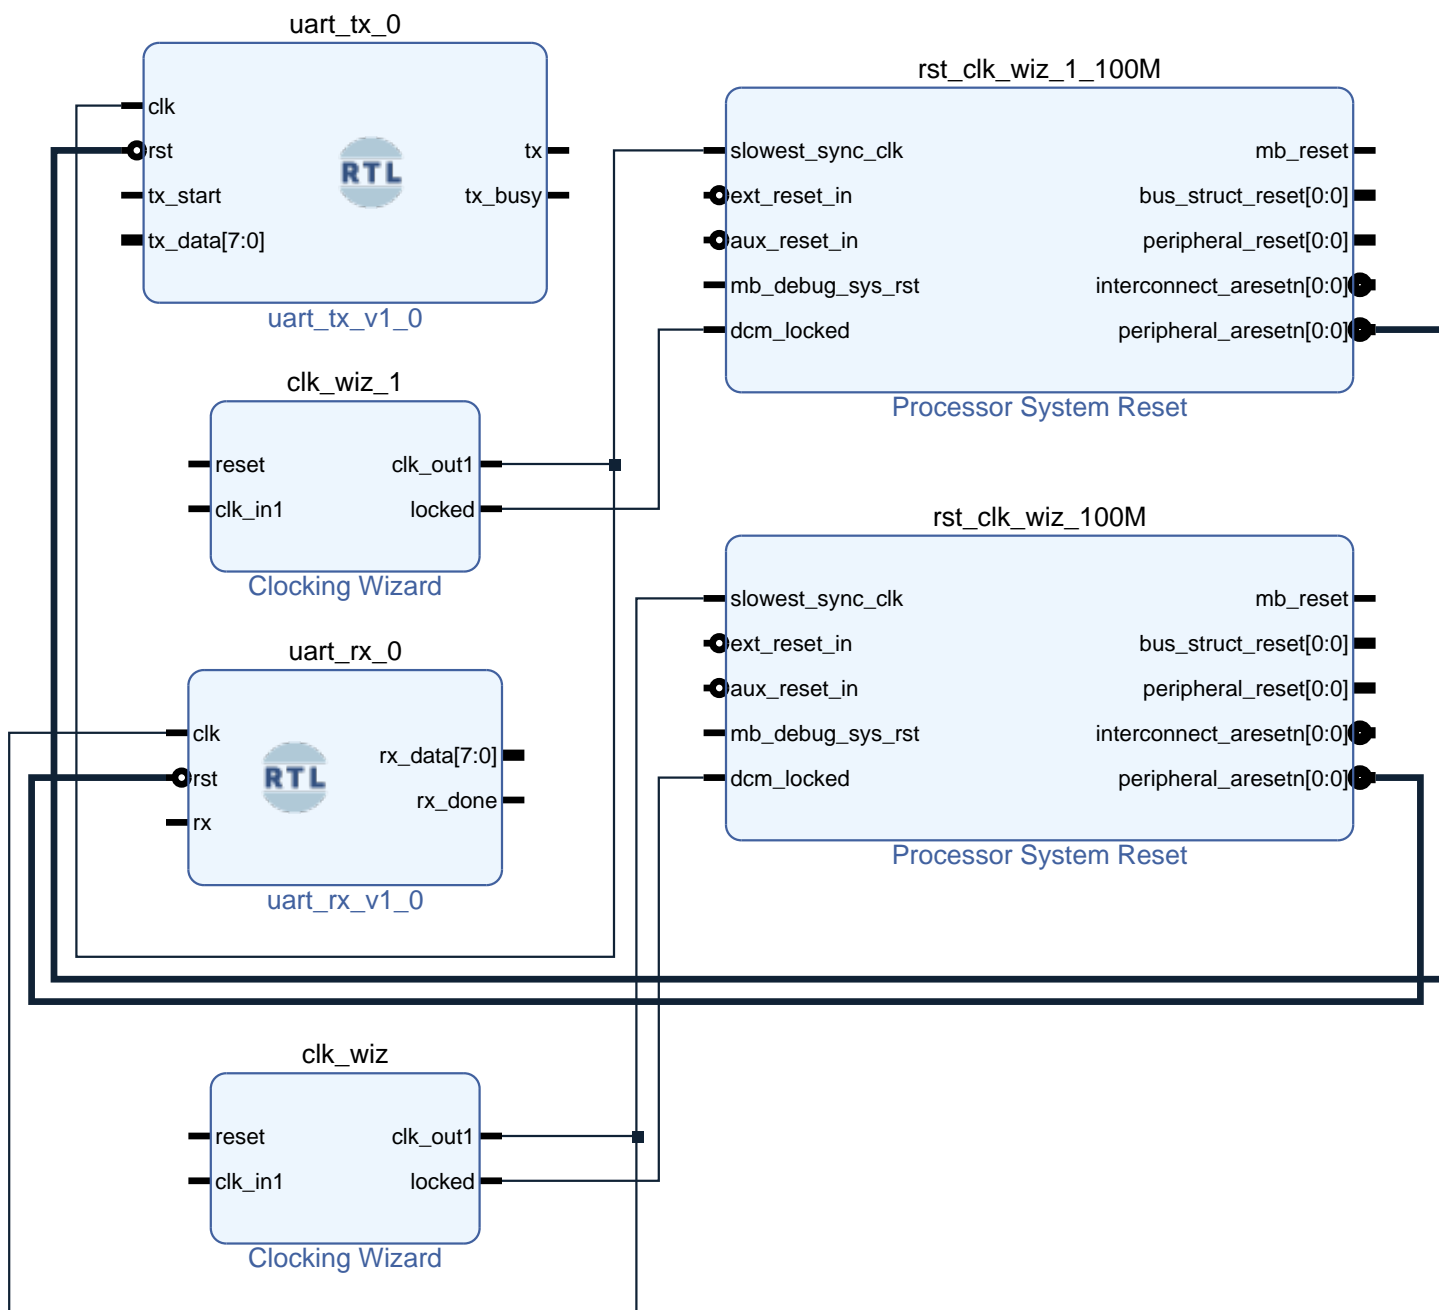 uart_tx_0
clk
rst
tx_start
tx_data[7:0]
RTL
tx
tx_busy
uart_tx_v1_0
rst_clk_wiz_1_100M
slowest_sync_clk
ext_reset_in
aux_reset_in
mb_debug_sys_rst
dcm_locked
mb_reset
bus_struct_reset[0:0]
peripheral_reset[0:0]
interconnect_aresetn[0:0]
peripheral_aresetn[0:0]
Processor System Reset
clk_wiz_1
reset
clk_in1
clk_out1
locked
Clocking Wizard
rst_clk_wiz_100M
slowest_sync_clk
ext_reset_in
aux_reset_in
mb_debug_sys_rst
dcm_locked
mb_reset
bus_struct_reset[0:0]
peripheral_reset[0:0]
interconnect_aresetn[0:0]
peripheral_aresetn[0:0]
Processor System Reset
uart_rx_0
clk
rst
rx
RTL
rx_data[7:0]
rx_done
uart_rx_v1_0
clk_wiz
reset
clk_in1
clk_out1
locked
Clocking Wizard